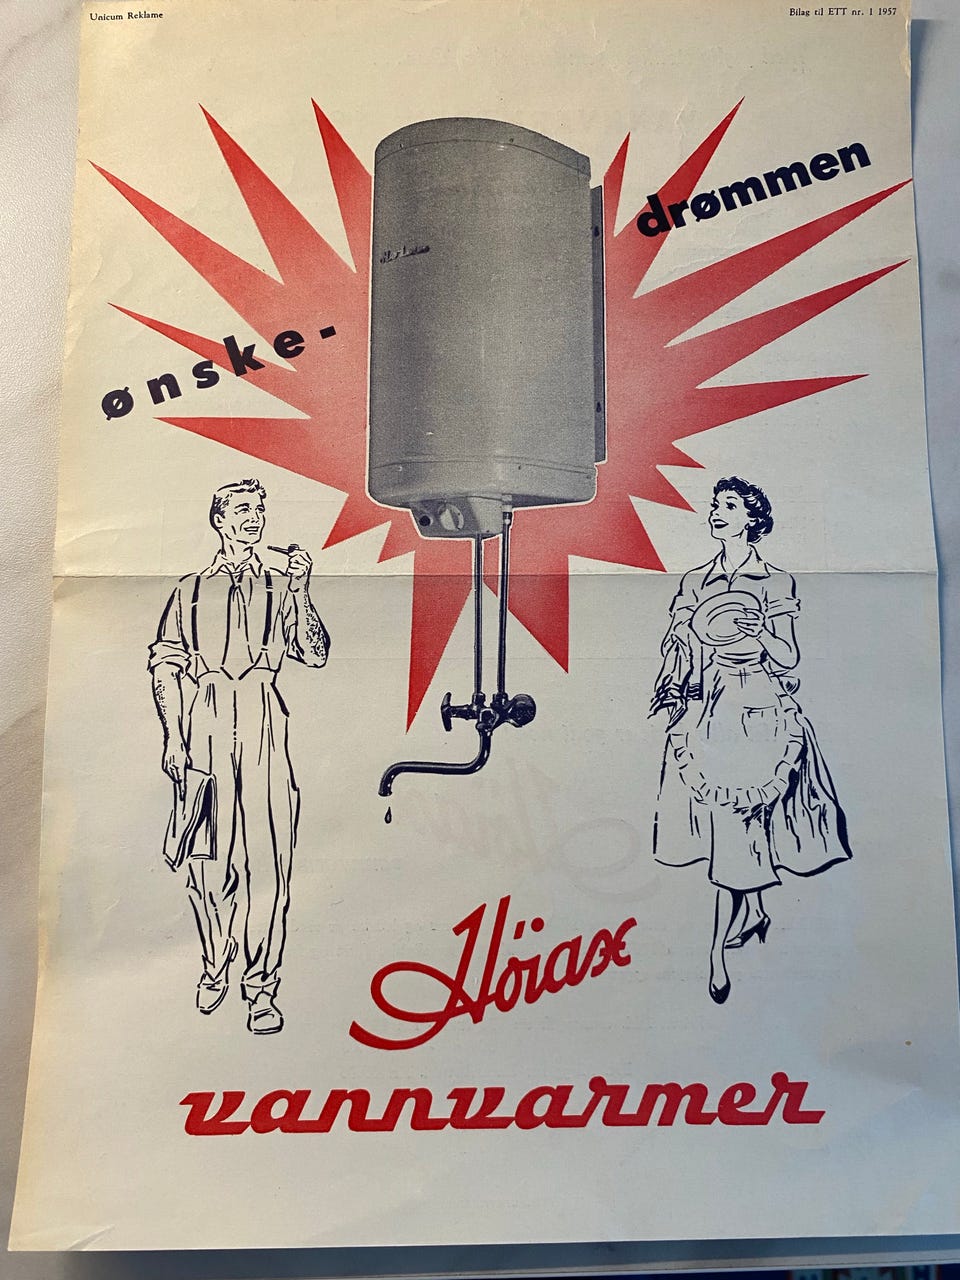 Unicum Reklame
Bilag til ETT nr. 1 1957
ønske-
drømmen
Höiax
vannvarmer